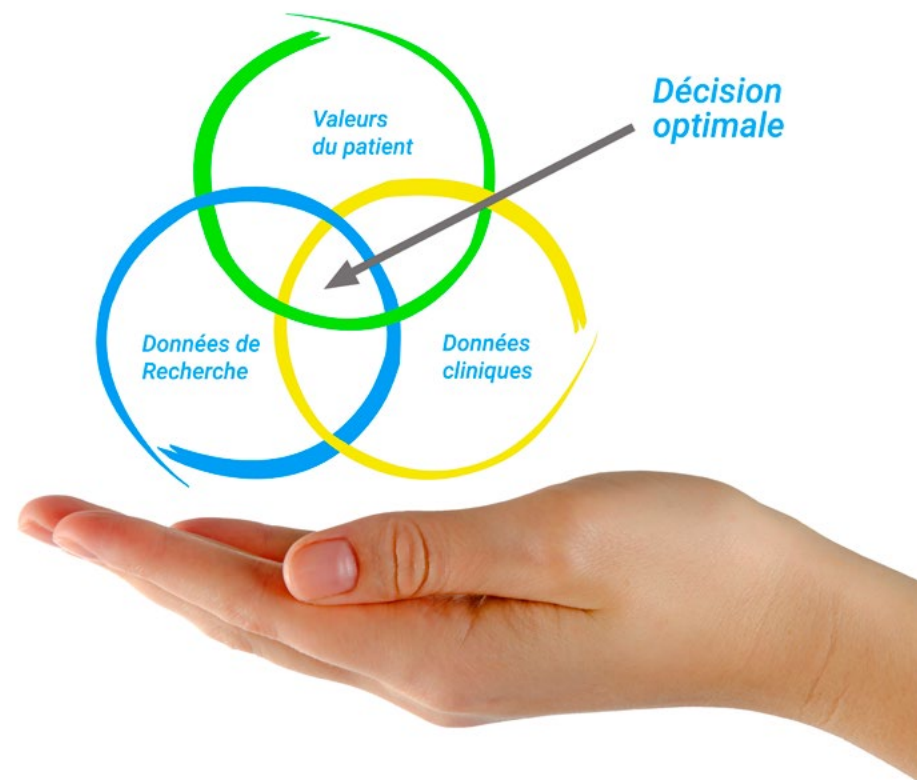 Valeurs
du patient
Décision
optimale
Données de
Recherche
Données
cliniques